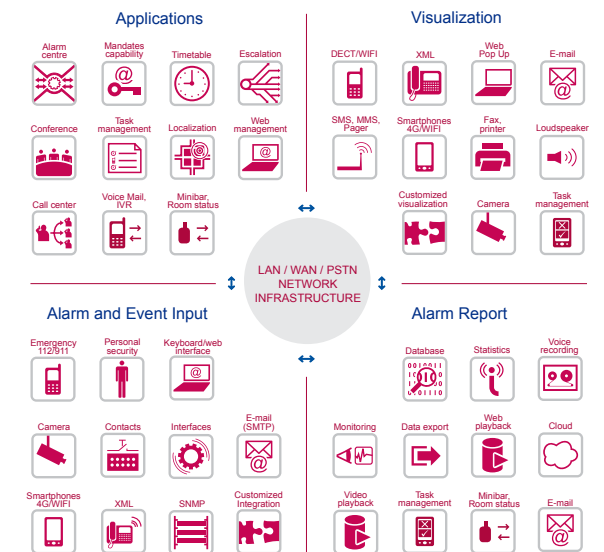 Applications
Alarm
centre
Mandates
capability
Timetable
Escalation
Conference
Task
management
Localization
Web
management
@
Call center
Voice Mail,
IVR
Minibar,
Room status
Visualization
DECT/WIFI
XML
Web
Pop Up
E-mail
@
SMS, MMS,
Pager
Smartphones
4G/WIFI
Fax,
printer
Loudspeaker
Customized
visualization
Camera
Task
management
LAN / WAN / PSTN
NETWORK
INFRASTRUCTURE
Alarm and Event Input
Emergency
112/911
Personal
security
Keyboard/web
interface
@
Camera
Contacts
Interfaces
E-mail
(SMTP)
@
Smartphones
4G/WIFI
XML
SNMP
Customized
Integration
Alarm Report
Database
Statistics
Voice
recording
Monitoring
Data export
Web
playback
Cloud
Video
playback
Task
management
Minibar,
Room status
E-mail
@